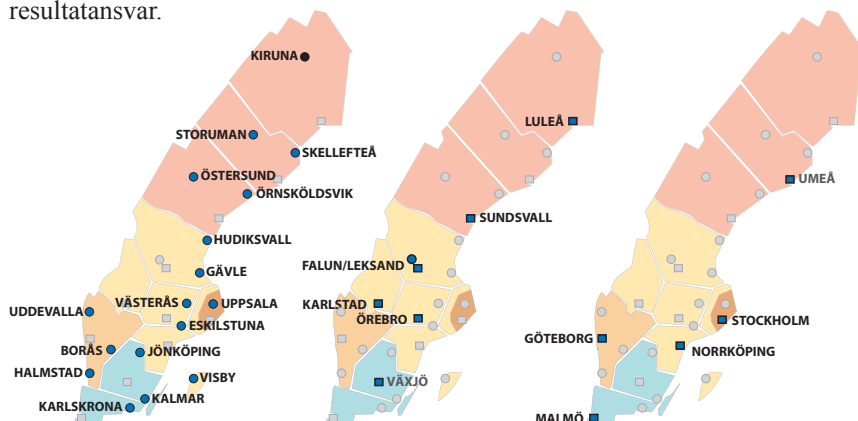 resultatansvar.
KIRUNA
STORUMAN
SKELLEFTEÅ
ÖSTERSUND
ÖRNSKÖLDSVIK
HUDIKSVALL
GÄVLE
VÄSTERÅS
UPPSALA
UDDEVALLA
ESKILSTUNA
BORÅS
JÖNKÖPING
HALMSTAD
VISBY
KALMAR
KARLSKRONA
LULEÅ
SUNDSVALL
FALUN/LEKSAND
KARLSTAD
ÖREBRO
VÄXJÖ
UMEÅ
STOCKHOLM
GÖTEBORG
NORRKÖPING
MALMÖ